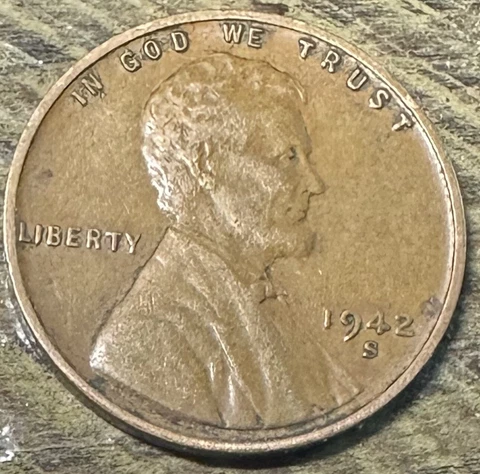 IN GOD WE TRUST
LIBERTY
1942
S